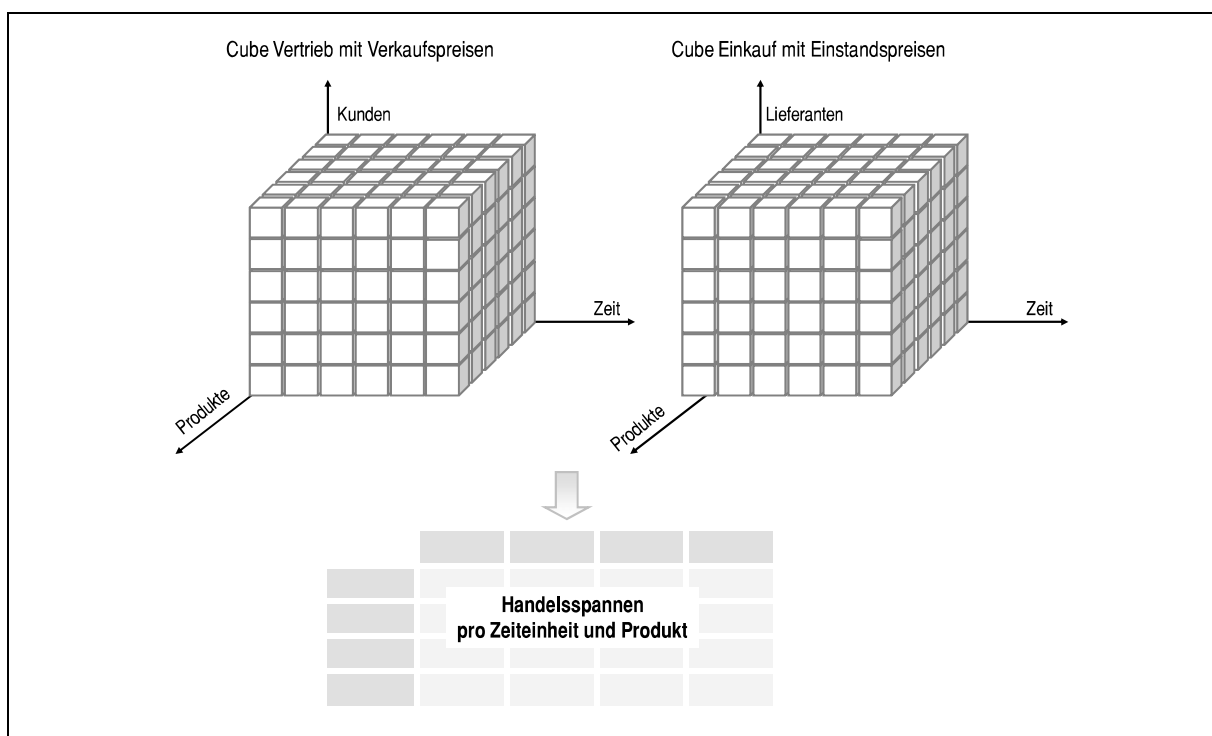 Cube Vertrieb mit Verkaufspreisen
Kunden
Zeit
Produkte
Cube Einkauf mit Einstandspreisen
Lieferanten
Zeit
Produkte
Handelsspannen
pro Zeiteinheit und Produkt